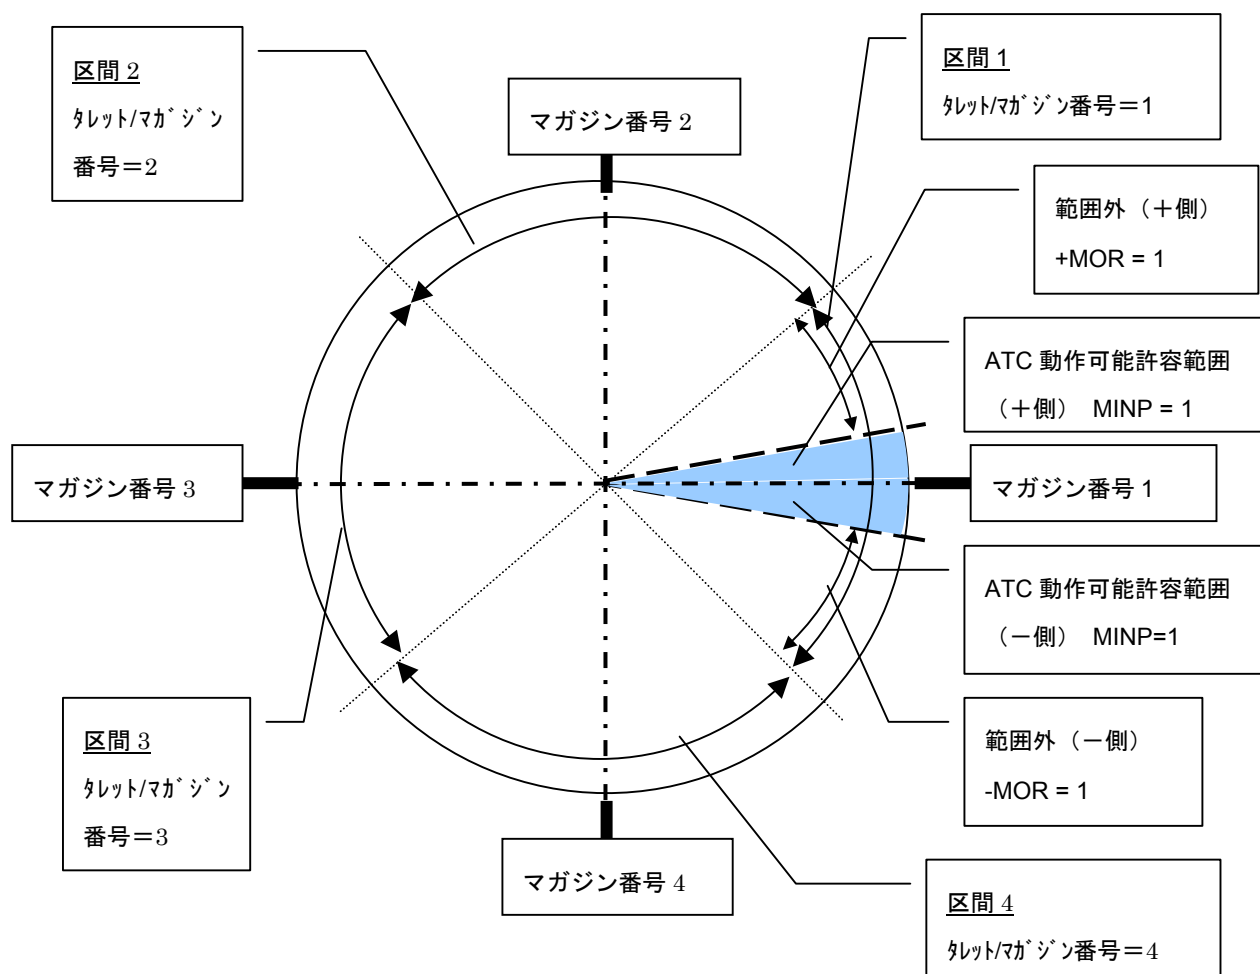 区間 2
ﾀﾚｯﾄ/ﾏｶﾞｼﾞﾝ
番号＝2
マガジン番号 2
区間 1
ﾀﾚｯﾄ/ﾏｶﾞｼﾞﾝ番号＝1
範囲外（＋側）
+MOR = 1
ATC 動作可能許容範囲
（＋側） MINP = 1
マガジン番号 3
マガジン番号 1
ATC 動作可能許容範囲
（－側） MINP=1
区間 3
ﾀﾚｯﾄ/ﾏｶﾞｼﾞﾝ
番号＝3
範囲外（－側）
-MOR = 1
マガジン番号 4
区間 4
ﾀﾚｯﾄ/ﾏｶﾞｼﾞﾝ番号＝4